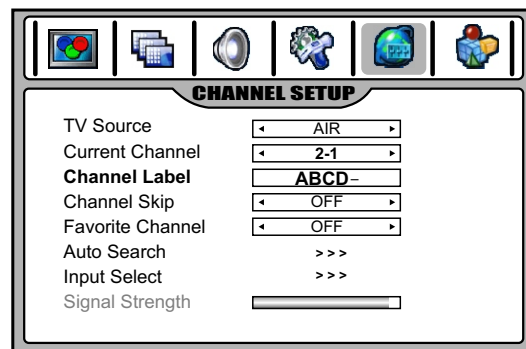 CHANNEL SETUP
TV Source ◂ AIR ▸
Current Channel ◂ 2-1 ▸
Channel Label ABCD–
Channel Skip ◂ OFF ▸
Favorite Channel ◂ OFF ▸
Auto Search >>>
Input Select >>>
Signal Strength